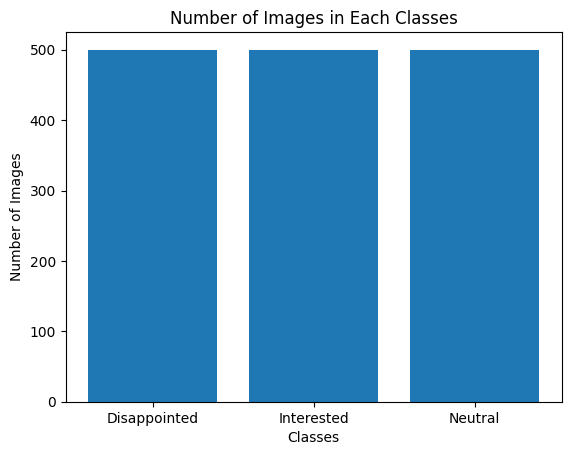 Number of Images in Each Classes
Number of Images
500
400
300
200
100
0
Disappointed
Interested
Neutral
Classes